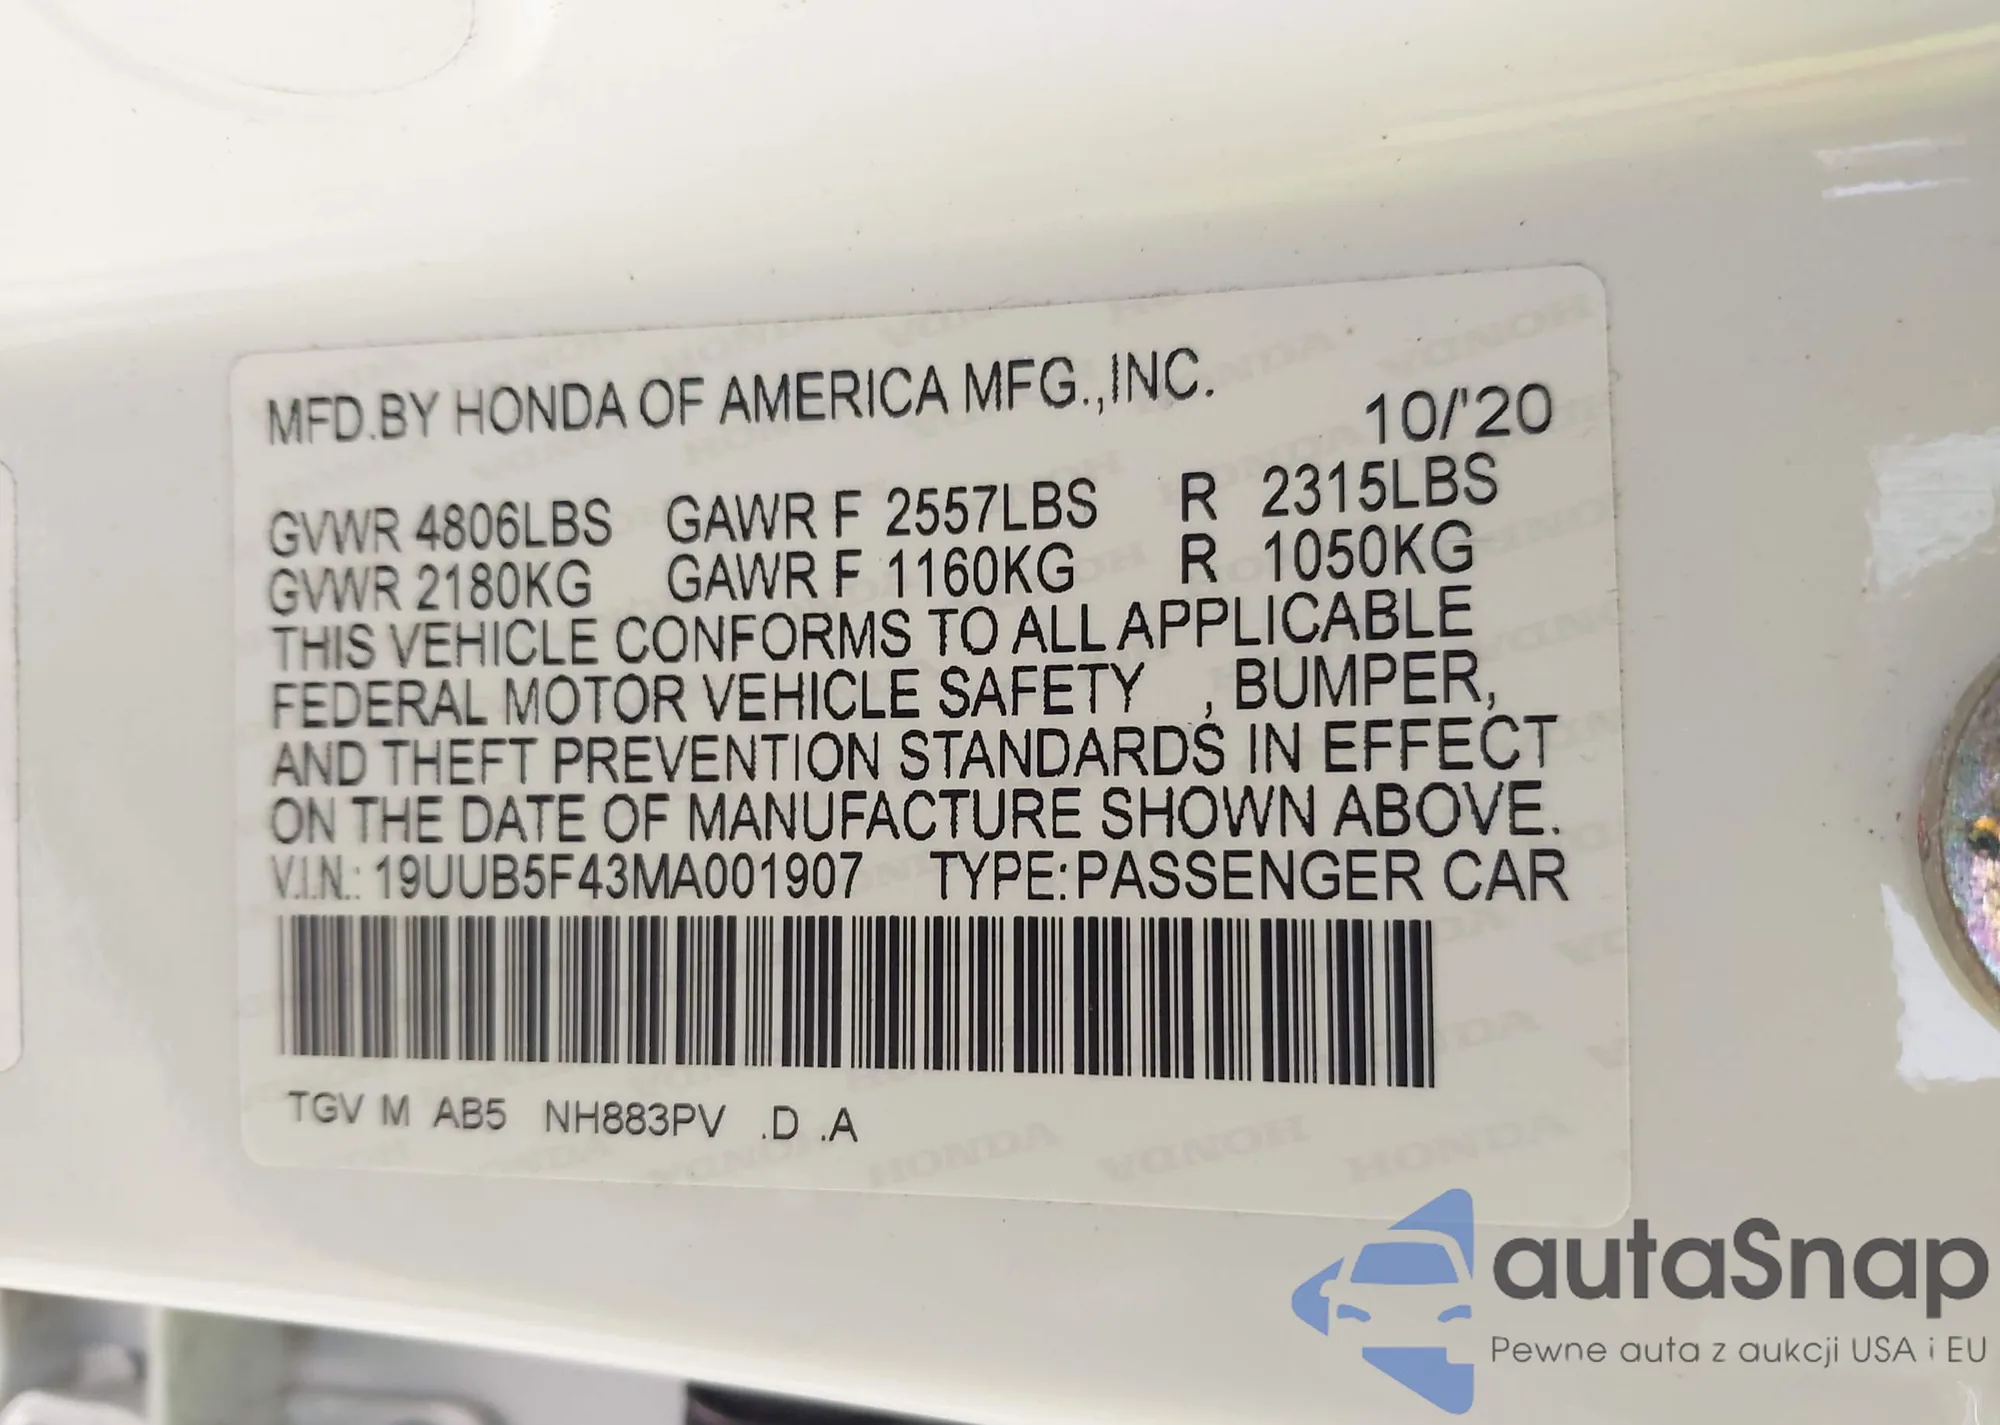 MFD.BY HONDA OF AMERICA MFG.,INC. 10/'20
GVWR 4806LBS GAWR F 2557LBS R 2315LBS
GVWR 2180KG GAWR F 1160KG R 1050KG
THIS VEHICLE CONFORMS TO ALL APPLICABLE
FEDERAL MOTOR VEHICLE SAFETY , BUMPER,
AND THEFT PREVENTION STANDARDS IN EFFECT
ON THE DATE OF MANUFACTURE SHOWN ABOVE.
V.I.N.: 19UUB5F43MA001907 TYPE:PASSENGER CAR
TGV M AB5 NH883PV .D .A
autaSnap
Pewne auta z aukcji USA i EU